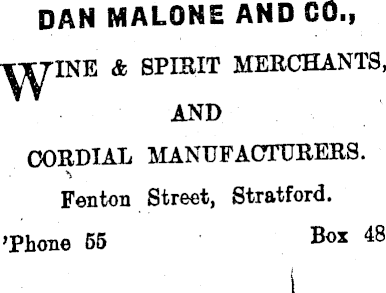 DAN MALONE AND CO.,
WINE & SPIRIT MERCHANTS,
AND
CORDIAL MANUFACTURERS.
Fenton Street, Stratford.
'Phone 55 Box 48